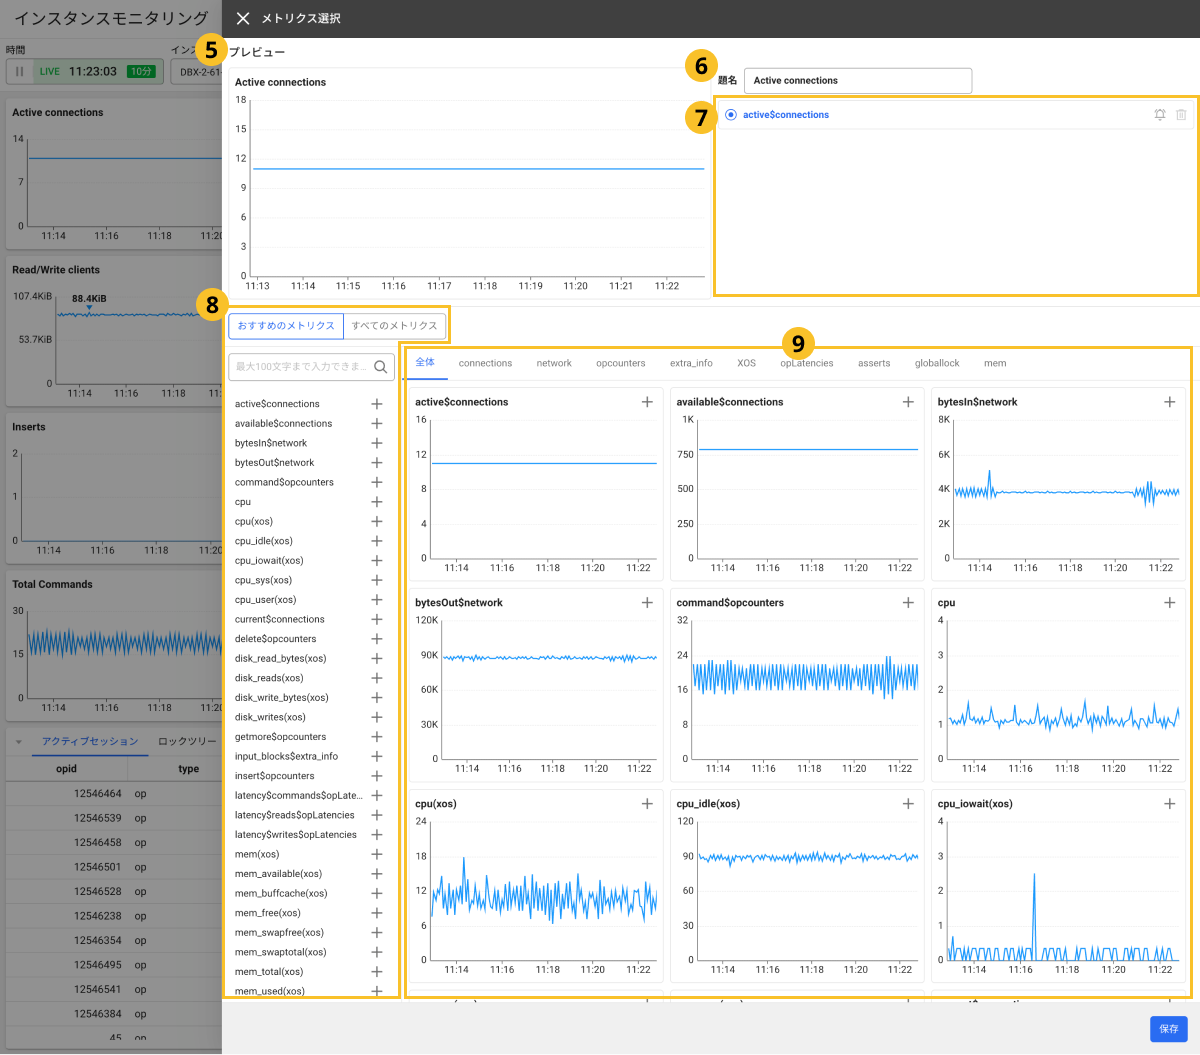 インスタンスモニタリング
時間
インス
LIVE 11:23:03 10分
DBX-2-61-
Active connections
14
7
0
11:14 11:16 11:18 11:20
Read/Write clients
107.4KiB
88.4KiB
53.7KiB
0
11:14 11:16 11:18 11:20
Inserts
2
1
0
11:14 11:16 11:18 11:20
Total Commands
30
15
0
11:14 11:16 11:18 11:20
アクティブセッション ロックツリー
opid type
12546464 op
12546539 op
12546458 op
12546501 op
12546528 op
12546238 op
12546354 op
12546495 op
12546541 op
12546384 op
45 op
メトリクス選択
5 プレビュー
Active connections
18
15
12
9
6
3
0
11:13 11:14 11:15 11:16 11:17 11:18 11:19 11:20 11:21 11:22
6 題名 Active connections
7 active$connections
8
おすすめのメトリクス すべてのメトリクス
最大100文字まで入力できま...
active$connections
available$connections
bytesIn$network
bytesOut$network
command$opcounters
cpu
cpu(xos)
cpu_idle(xos)
cpu_iowait(xos)
cpu_sys(xos)
cpu_user(xos)
current$connections
delete$opcounters
disk_read_bytes(xos)
disk_reads(xos)
disk_write_bytes(xos)
disk_writes(xos)
getmore$opcounters
input_blocks$extra_info
insert$opcounters
latency$commands$opLate...
latency$reads$opLatencies
latency$writes$opLatencies
mem(xos)
mem_available(xos)
mem_buffcache(xos)
mem_free(xos)
mem_swapfree(xos)
mem_swaptotal(xos)
mem_total(xos)
mem_used(xos)
9
全体 connections network opcounters extra_info XOS opLatencies asserts globallock mem
active$connections
16
12
8
4
0
11:14 11:16 11:18 11:20 11:22
available$connections
1K
750
500
250
0
11:14 11:16 11:18 11:20 11:22
bytesIn$network
8K
6K
4K
2K
0
11:14 11:16 11:18 11:20 11:22
bytesOut$network
120K
90K
60K
30K
0
11:14 11:16 11:18 11:20 11:22
command$opcounters
32
24
16
8
0
11:14 11:16 11:18 11:20 11:22
cpu
4
3
2
1
0
11:14 11:16 11:18 11:20 11:22
cpu(xos)
24
18
12
6
0
11:14 11:16 11:18 11:20 11:22
cpu_idle(xos)
120
90
60
30
0
11:14 11:16 11:18 11:20 11:22
cpu_iowait(xos)
4
3
2
1
0
11:14 11:16 11:18 11:20 11:22
保存